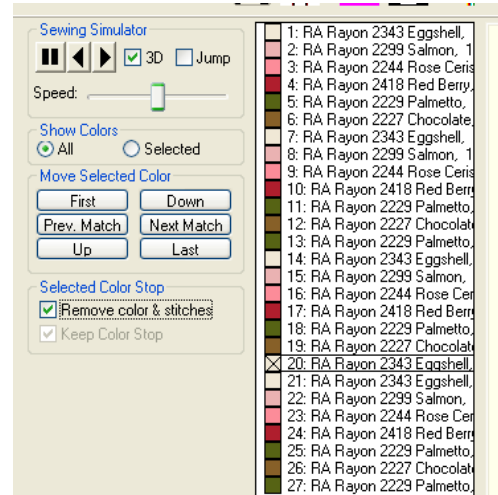 Sewing Simulator
3D
Jump
Speed:
Show Colors
All
Selected
Move Selected Color
First
Down
Prev. Match
Next Match
Up
Last
Selected Color Stop
Remove color & stitches
Keep Color Stop
1: RA Rayon 2343 Eggshell,
2: RA Rayon 2299 Salmon, 1
3: RA Rayon 2244 Rose Ceris
4: RA Rayon 2418 Red Berry,
5: RA Rayon 2229 Palmetto,
6: RA Rayon 2227 Chocolate,
7: RA Rayon 2343 Eggshell,
8: RA Rayon 2299 Salmon, 1
9: RA Rayon 2244 Rose Ceris
10: RA Rayon 2418 Red Berry
11: RA Rayon 2229 Palmetto,
12: RA Rayon 2227 Chocolate
13: RA Rayon 2229 Palmetto,
14: RA Rayon 2343 Eggshell,
15: RA Rayon 2299 Salmon,
16: RA Rayon 2244 Rose Cer
17: RA Rayon 2418 Red Berry
18: RA Rayon 2229 Palmetto,
19: RA Rayon 2227 Chocolate
20: RA Rayon 2343 Eggshell,
21: RA Rayon 2343 Eggshell,
22: RA Rayon 2299 Salmon,
23: RA Rayon 2244 Rose Cer
24: RA Rayon 2418 Red Berry
25: RA Rayon 2229 Palmetto,
26: RA Rayon 2227 Chocolate
27: RA Rayon 2229 Palmetto,